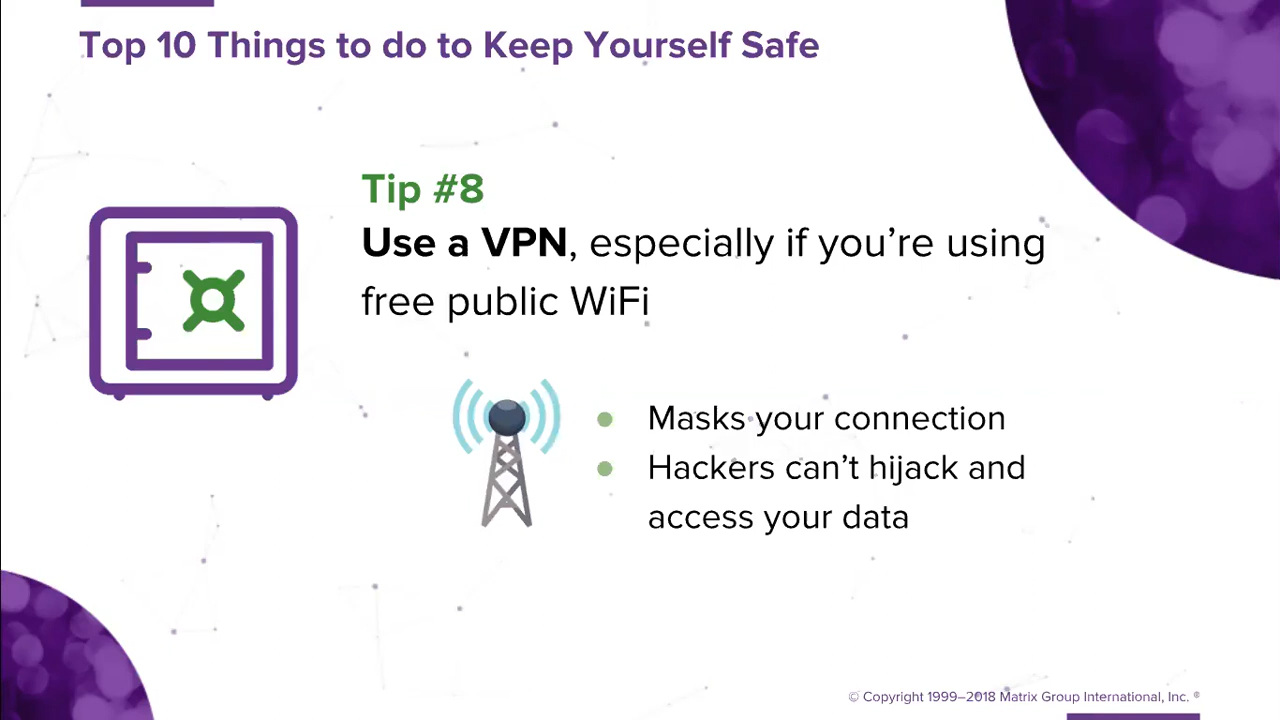 Top 10 Things to do to Keep Yourself Safe
Tip #8
Use a VPN, especially if you’re using
free public WiFi
● Masks your connection
● Hackers can’t hijack and
access your data
© Copyright 1999–2018 Matrix Group International, Inc. ®